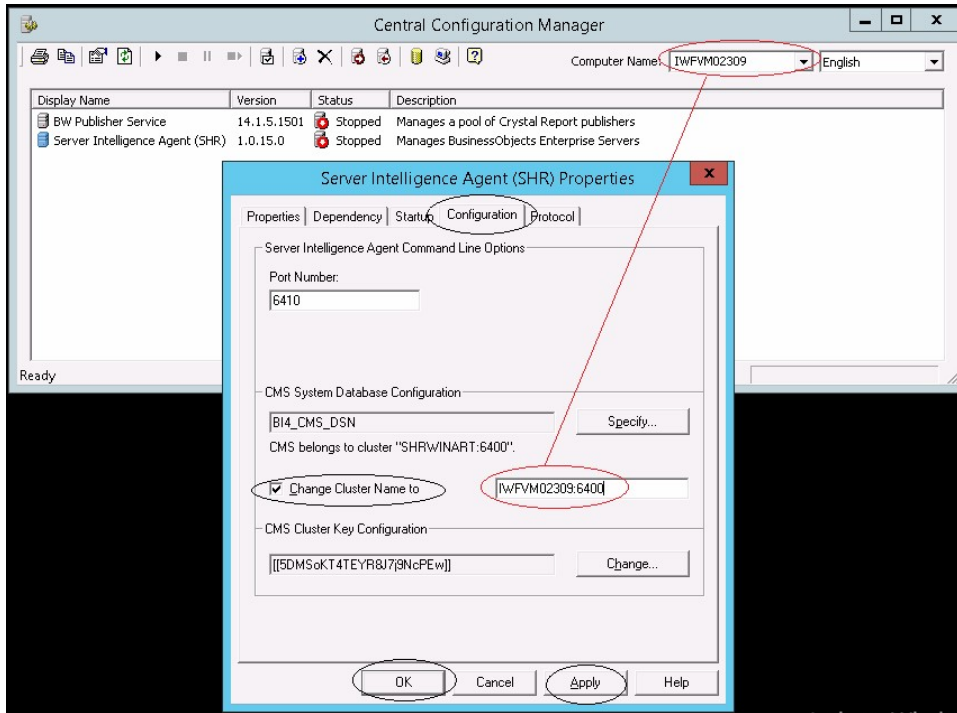 Central Configuration Manager
Computer Name: IWFVM02309 English
Display Name Version Status Description
BW Publisher Service 14.1.5.1501 Stopped Manages a pool of Crystal Report publishers
Server Intelligence Agent (SHR) 1.0.15.0 Stopped Manages BusinessObjects Enterprise Servers
Server Intelligence Agent (SHR) Properties
Properties Dependency Startup Configuration Protocol
Server Intelligence Agent Command Line Options
Port Number:
6410
Ready
CMS System Database Configuration
BI4_CMS_DSN Specify...
CMS belongs to cluster "SHRWINART:6400".
Change Cluster Name to IWFVM02309:6400
CMS Cluster Key Configuration
[[5DMSoKT4TEYR8J7j9NcPEw]] Change...
OK Cancel Apply Help